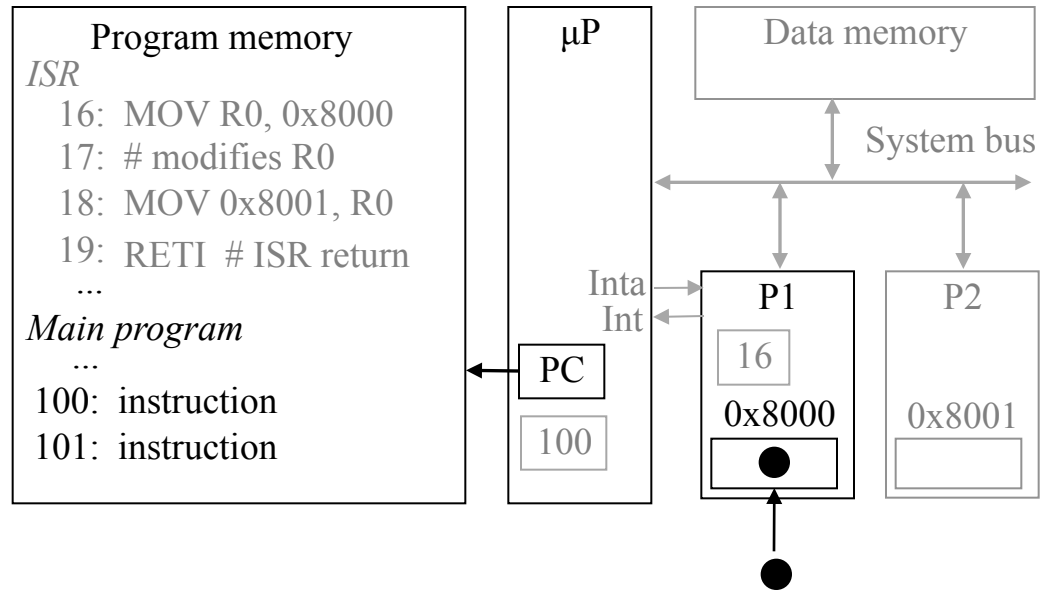 Program memory
ISR
16: MOV R0, 0x8000
17: # modifies R0
18: MOV 0x8001, R0
19: RETI # ISR return
...
Main program
...
100: instruction
101: instruction
μP
Inta
Int
PC
100
Data memory
System bus
P1
16
0x8000
P2
0x8001